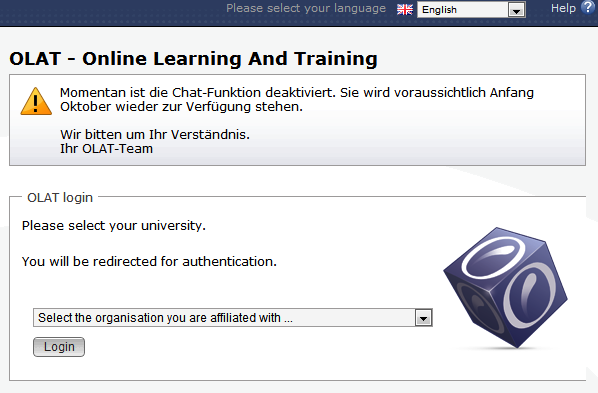 Please select your language English Help ?
OLAT - Online Learning And Training
Momentan ist die Chat-Funktion deaktiviert. Sie wird voraussichtlich Anfang
Oktober wieder zur Verfügung stehen.
Wir bitten um Ihr Verständnis.
Ihr OLAT-Team
OLAT login
Please select your university.
You will be redirected for authentication.
Select the organisation you are affiliated with ...
Login